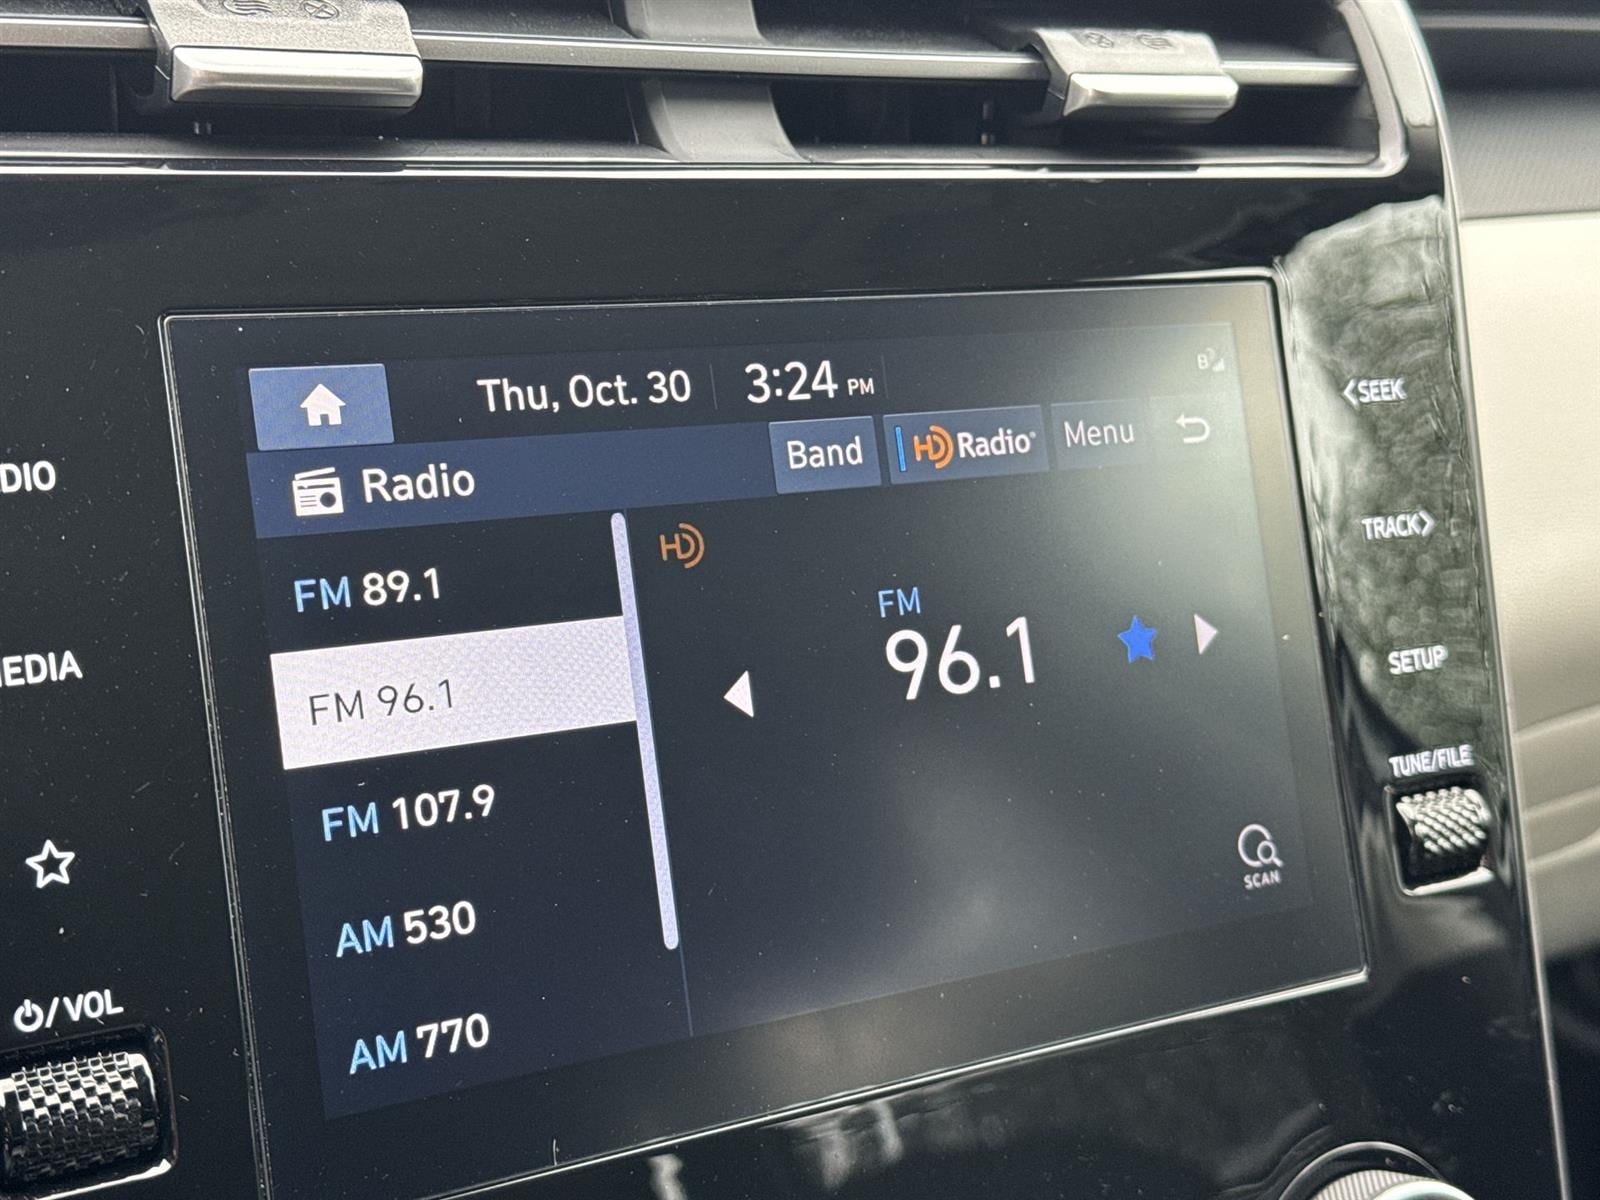 Thu, Oct. 30 3:24 PM B
Radio Band HD Radio® Menu
<SEEK
DIO
FM 89.1
HD
FM
96.1
TRACK>
FM 96.1
EDIA
SETUP
FM 107.9
TUNE/FILE
AM 530
SCAN
/VOL
AM 770